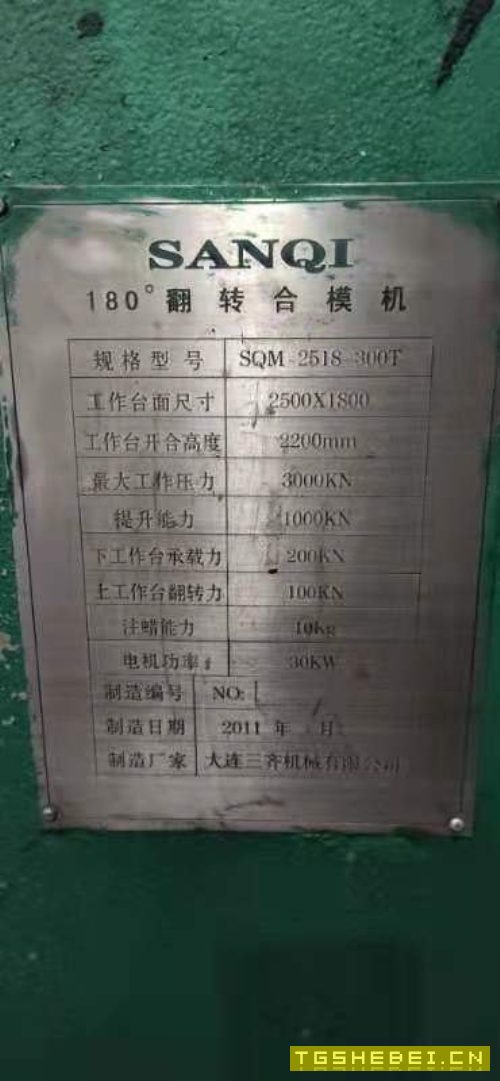 SANQI
180°翻转合模机
规格型号 SQM-2518-300T
工作台面尺寸 2500X1800
工作台开合高度 2200mm
最大工作压力 3000KN
提升能力 1000KN
下工作台承载力 200KN
上工作台翻转力 100KN
注蜡能力 10Kg
电机功率 30KW
制造编号 NO:
制造日期 2011 年 月
制造厂家 大连三齐机械有限公司
TGSHEBEI.CN